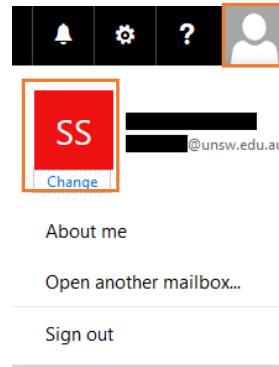 ?
SS
@unsw.edu.au
Change
About me
Open another mailbox...
Sign out